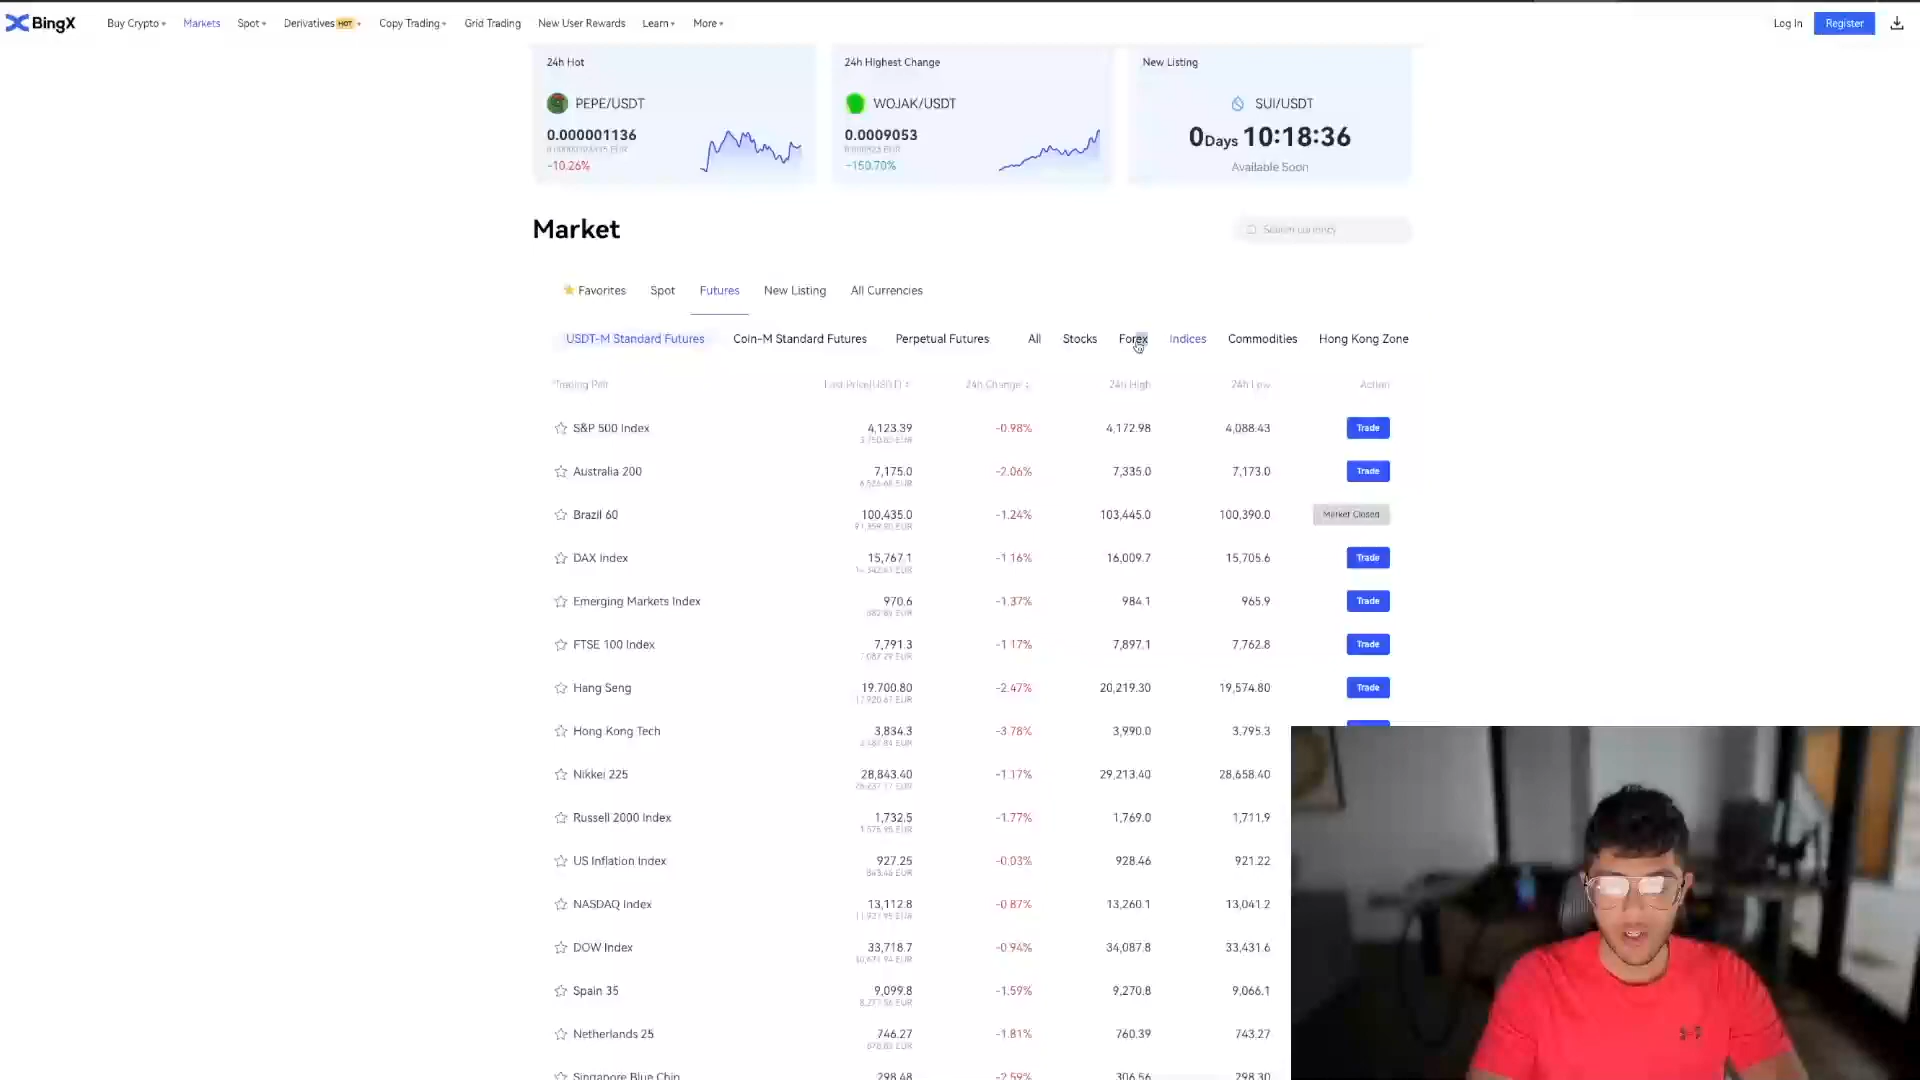 BingX
Buy Crypto Markets Spot Derivatives HOT Copy Trading Grid Trading New User Rewards Learn More Log In Register
24h Hot 24h Highest Change New Listing
PEPE/USDT WOJAK/USDT SUI/USDT
0.000001136 0.0009053 0Days 10:18:36
-10.26% -150.70% Available Soon
Market Search currency
Favorites Spot Futures New Listing All Currencies
USDT-M Standard Futures Coin-M Standard Futures Perpetual Futures All Stocks Forex Indices Commodities Hong Kong Zone
Trading Pair Last Price(USDT) 24h Change 24h High 24h Low Action
S&P 500 Index 4,123.39 -0.98% 4,172.98 4,088.43 Trade
Australia 200 7,175.0 -2.06% 7,335.0 7,173.0 Trade
Brazil 60 100,435.0 -1.24% 103,445.0 100,390.0 Market Closed
DAX Index 15,767.1 -1.16% 16,009.7 15,705.6 Trade
Emerging Markets Index 970.6 -1.37% 984.1 965.9 Trade
FTSE 100 Index 7,791.3 -1.17% 7,897.1 7,762.8 Trade
Hang Seng 19,700.80 -2.47% 20,219.30 19,574.80 Trade
Hong Kong Tech 3,834.3 -3.78% 3,990.0 3,795.3
Nikkei 225 28,843.40 -1.17% 29,213.40 28,658.40
Russell 2000 Index 1,732.5 -1.77% 1,769.0 1,711.9
US Inflation Index 927.25 -0.03% 928.46 921.22
NASDAQ Index 13,112.8 -0.87% 13,260.1 13,041.2
DOW Index 33,718.7 -0.94% 34,087.8 33,431.6
Spain 35 9,099.8 -1.59% 9,270.8 9,066.1
Netherlands 25 746.27 -1.81% 760.39 743.27
Singapore Blue Chip 298.48 -2.59% 306.56 298.30